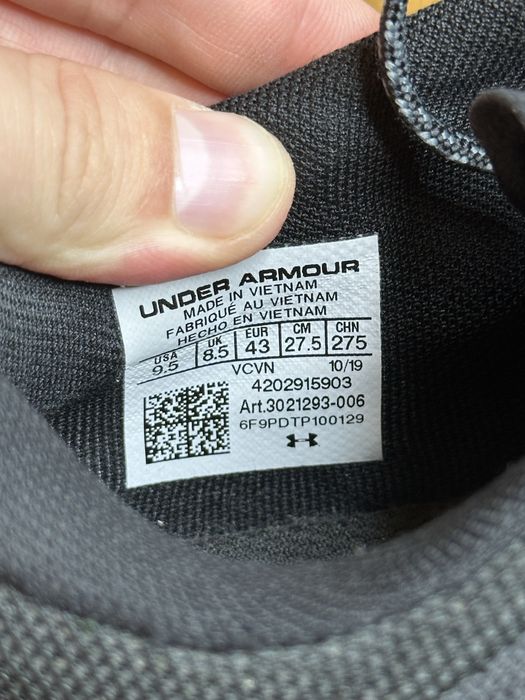 UNDER ARMOUR
MADE IN VIETNAM
FABRIQUÉ AU VIETNAM
HECHO EN VIETNAM
USA UK EUR CM CHN
9.5 8.5 43 27.5 275
VCVN 10/19
4202915903
Art.3021293-006
6F9PDTP100129